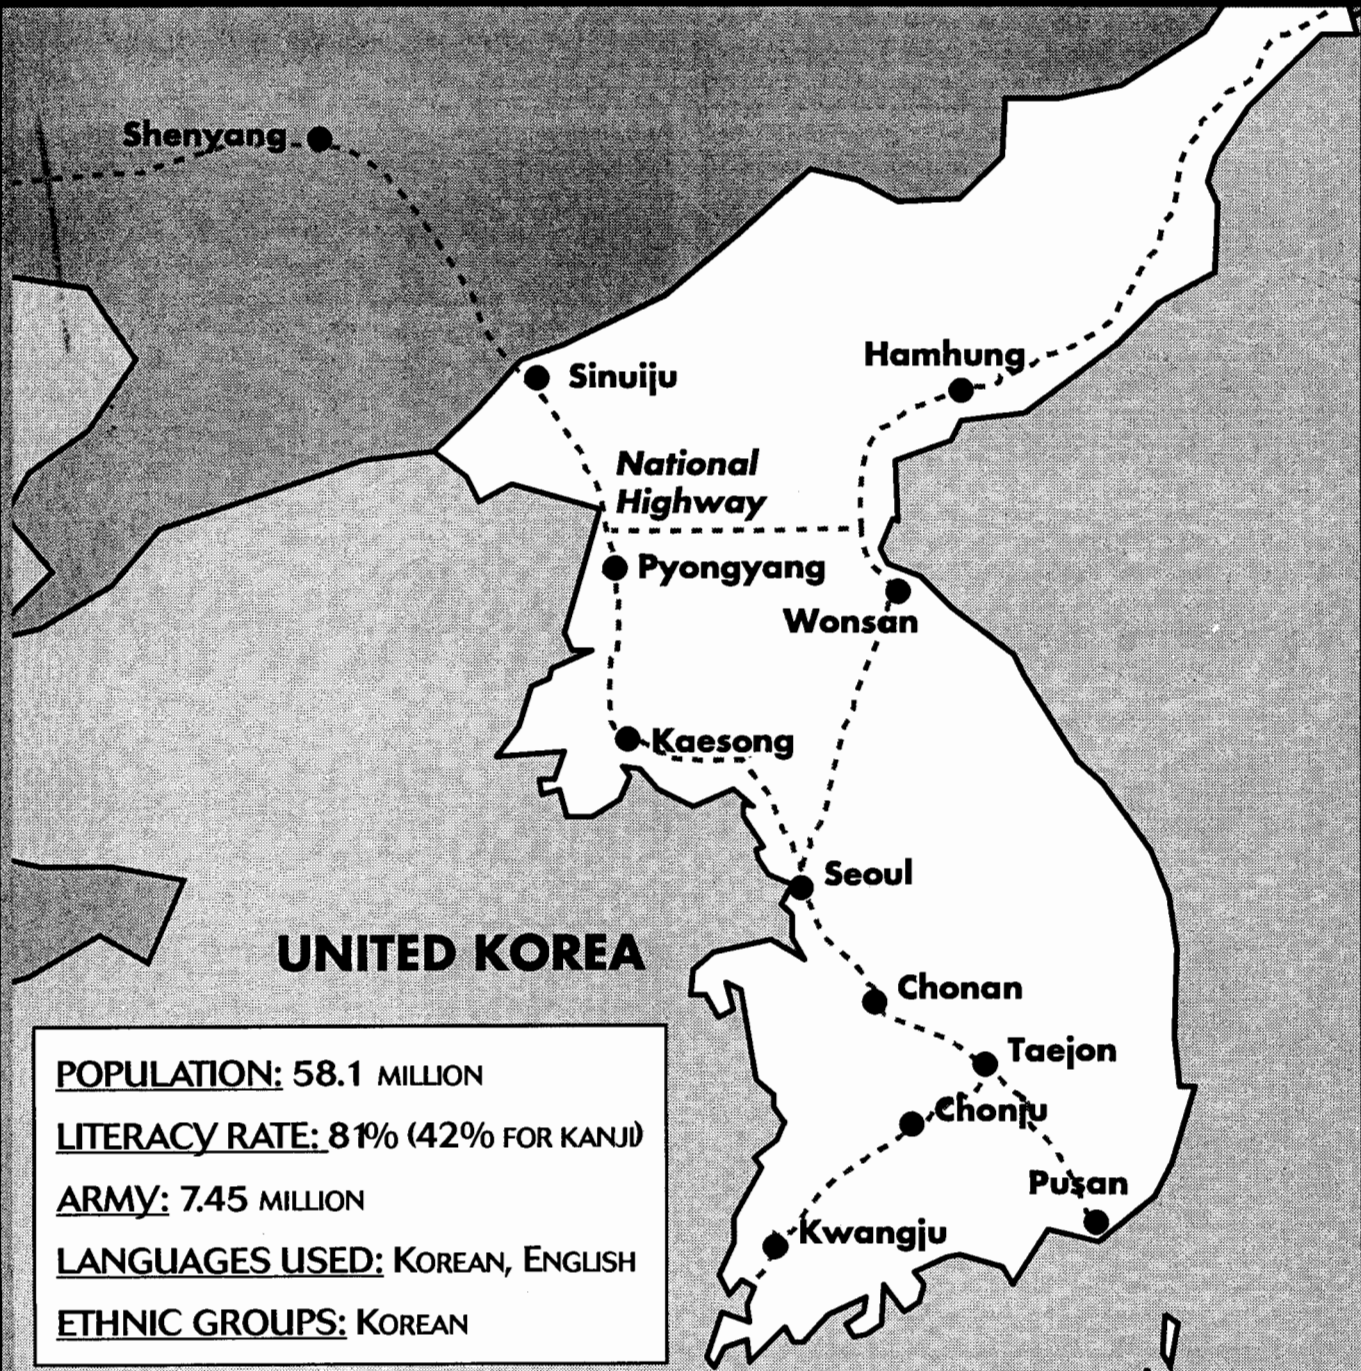 Shenyang
Sinuiju
Hamhung
National
Highway
Pyongyang
Wonsan
Kaesong
Seoul
UNITED KOREA
Chonan
Taejon
Chonju
Pusan
Kwangju
POPULATION: 58.1 MILLION
LITERACY RATE: 81% (42% FOR KANJI)
ARMY: 7.45 MILLION
LANGUAGES USED: KOREAN, ENGLISH
ETHNIC GROUPS: KOREAN